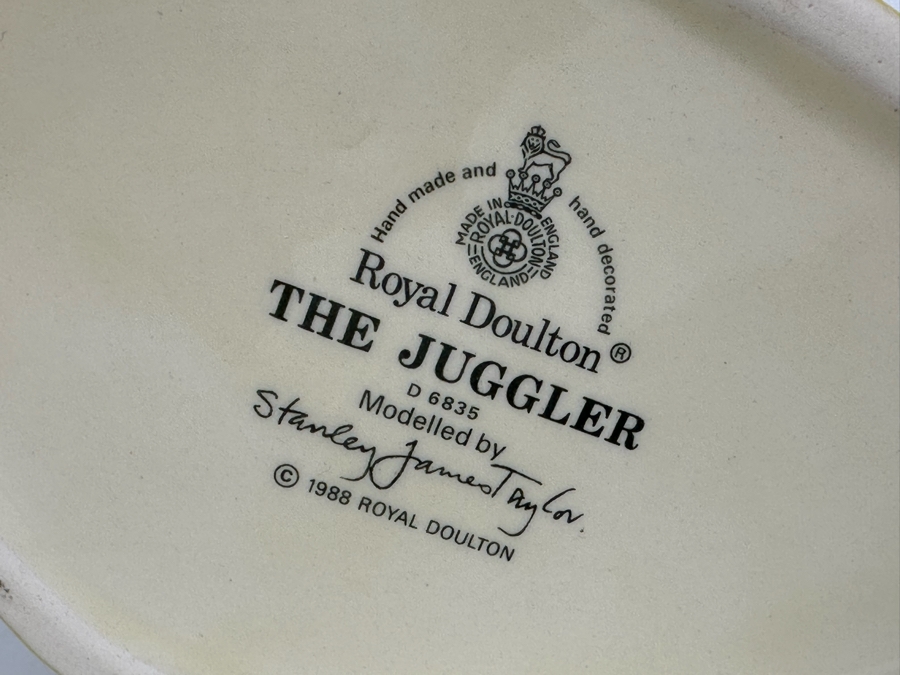 Hand made and hand decorated
MADE IN ENGLAND
ROYAL·DOULTON
ENGLAND
Royal Doulton ®
THE JUGGLER
D 6835
Modelled by
Stanley James Taylor.
© 1988 ROYAL DOULTON